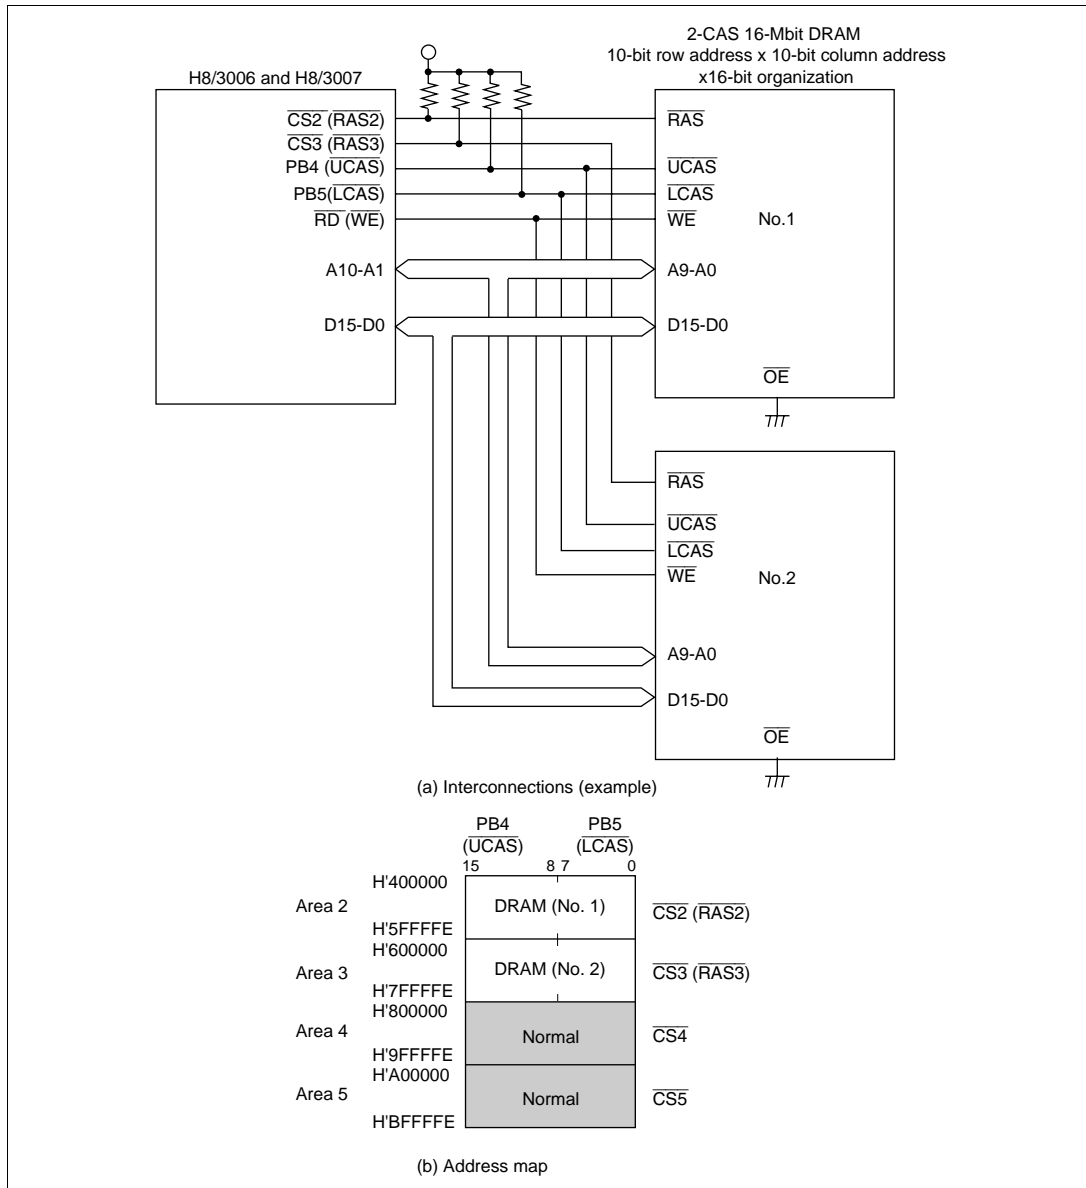 2-CAS 16-Mbit DRAM
10-bit row address x 10-bit column address
x16-bit organization
H8/3006 and H8/3007
CS2 (RAS2)
CS3 (RAS3)
PB4 (UCAS)
PB5(LCAS)
RD (WE)
A10-A1
D15-D0
RAS
UCAS
LCAS
WE
No.1
A9-A0
D15-D0
OE
RAS
UCAS
LCAS
WE
No.2
A9-A0
D15-D0
OE
(a) Interconnections (example)
PB4 PB5
(UCAS) (LCAS)
15 8 7 0
H'400000
Area 2 DRAM (No. 1) CS2 (RAS2)
H'5FFFFE
H'600000
Area 3 DRAM (No. 2) CS3 (RAS3)
H'7FFFFE
H'800000
Area 4 Normal CS4
H'9FFFFE
H'A00000
Area 5 Normal CS5
H'BFFFFE
(b) Address map